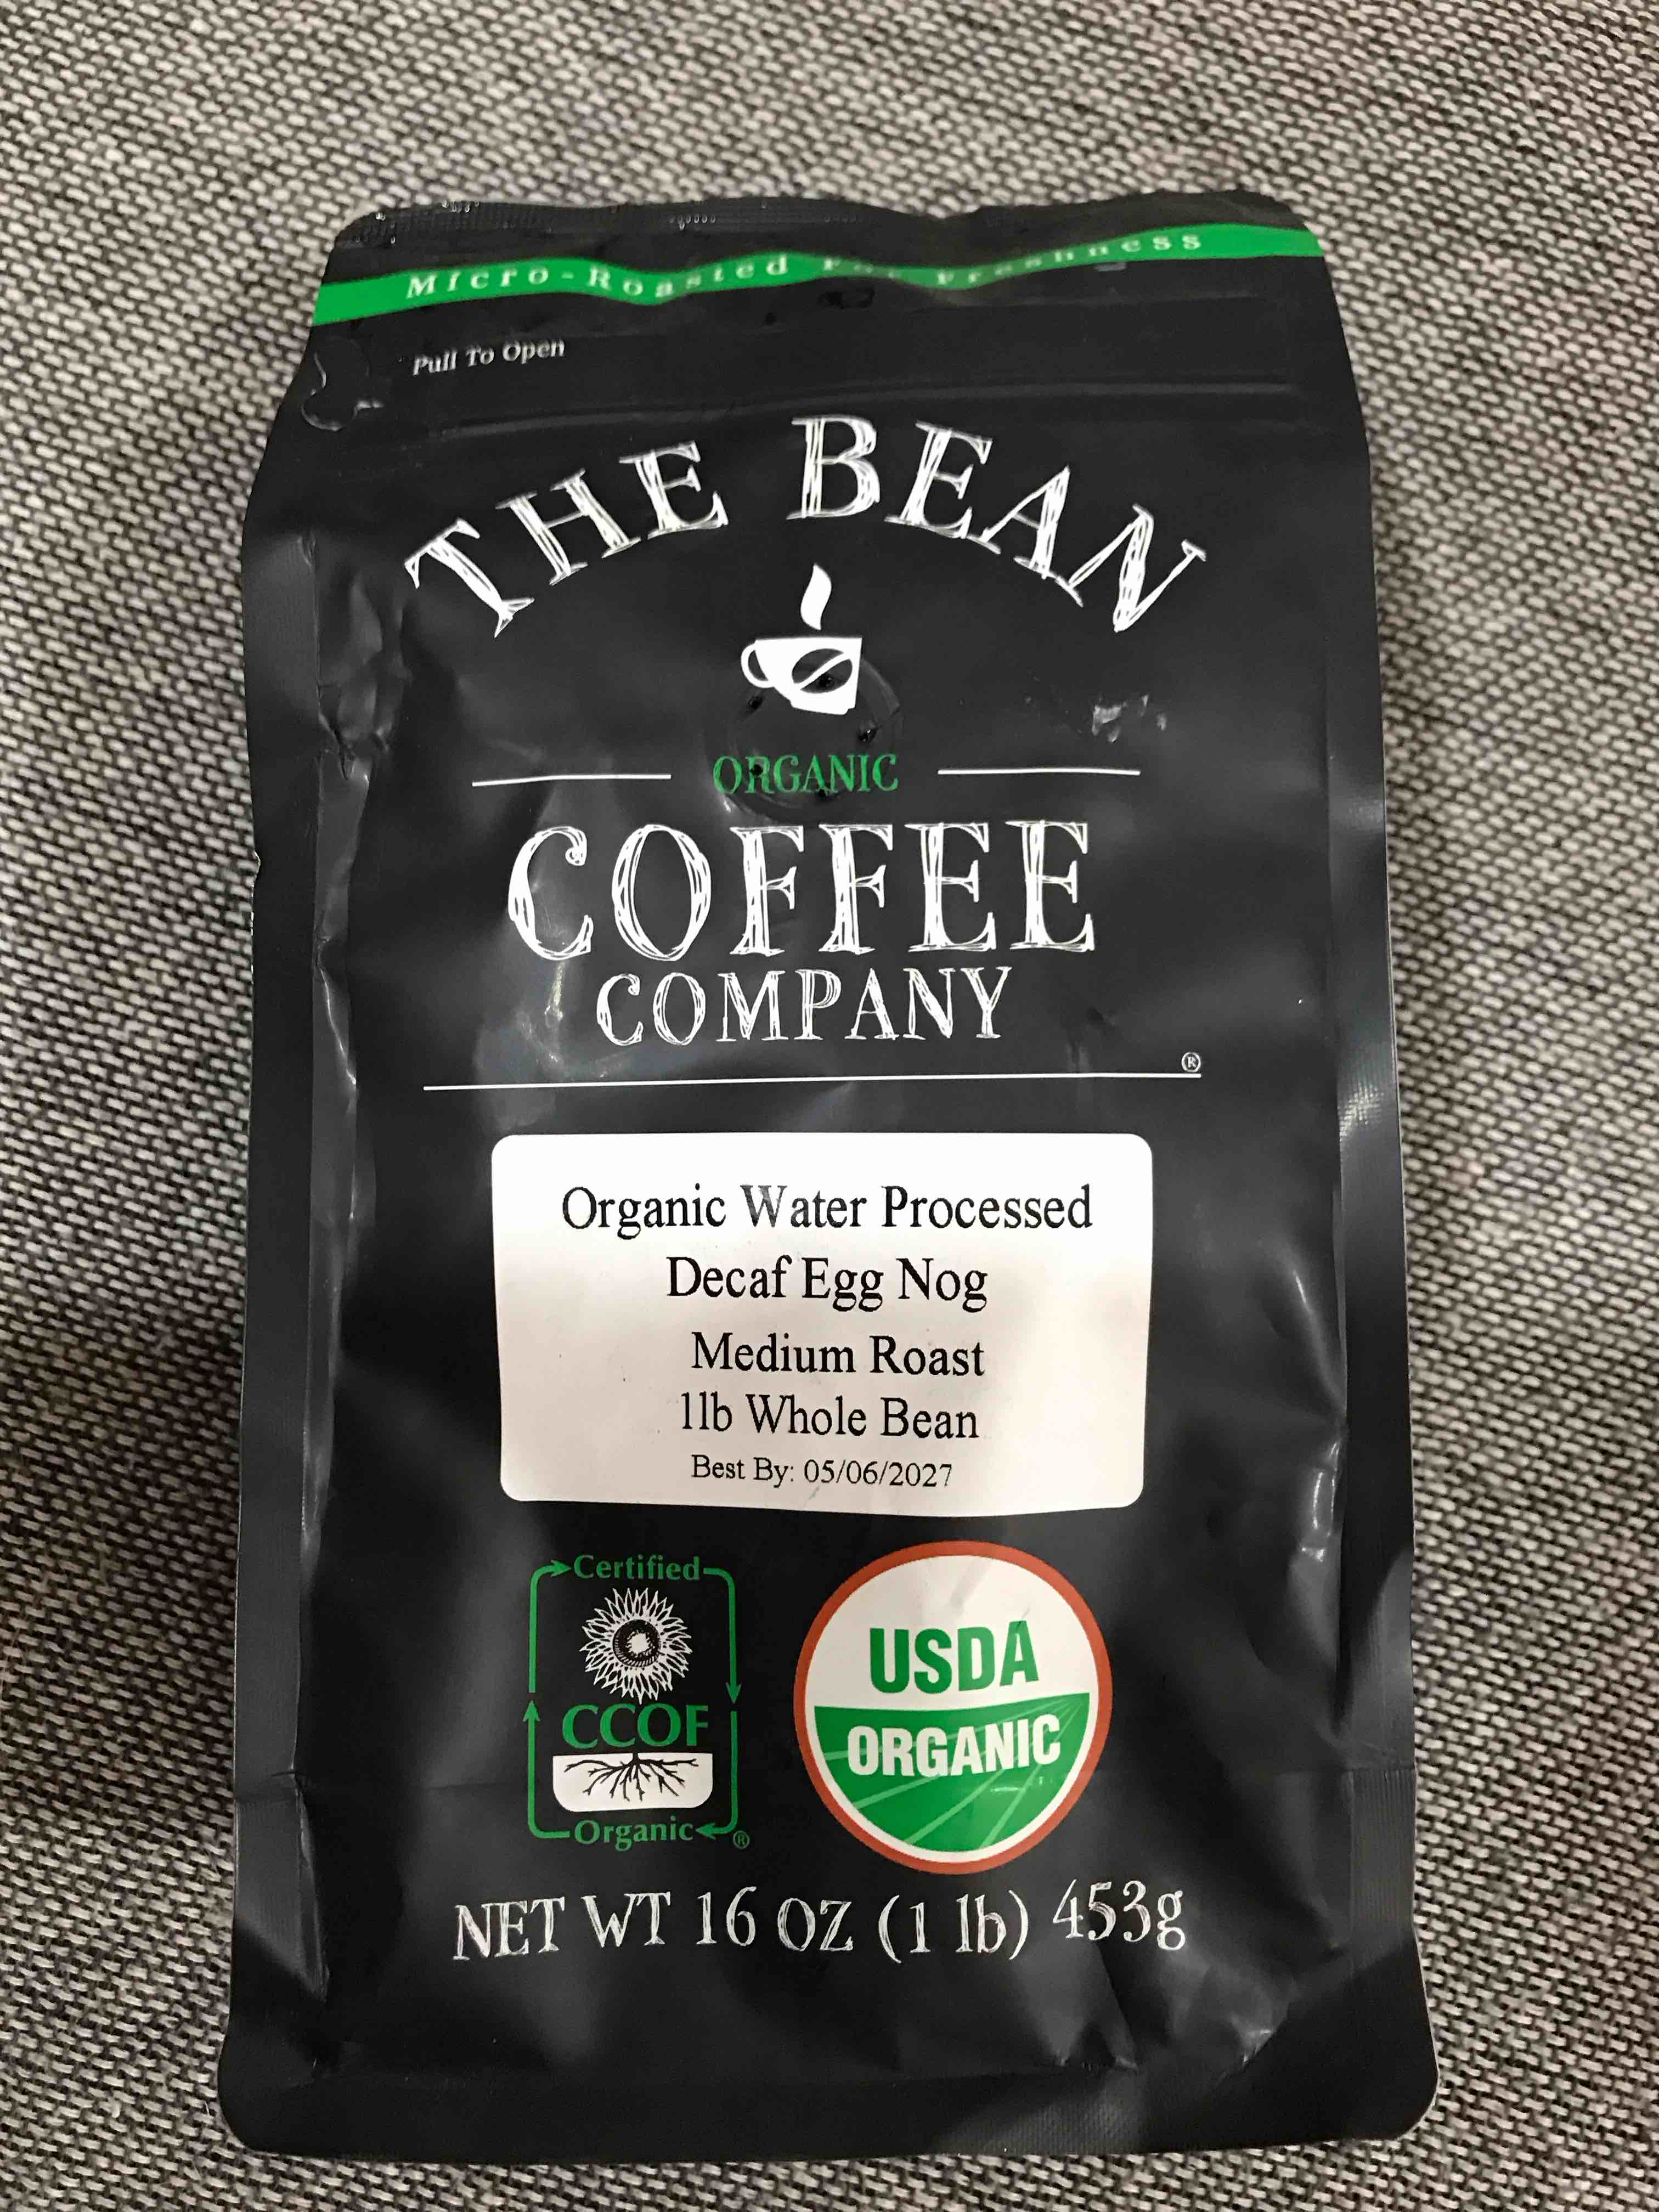 Micro-Roasted For Freshness
Pull To Open
THE BEAN
ORGANIC
COFFEE
COMPANY
®
Organic Water Processed
Decaf Egg Nog
Medium Roast
1lb Whole Bean
Best By: 05/06/2027
Certified
CCOF
Organic
®
USDA
ORGANIC
NET WT 16 OZ (1 lb) 453g